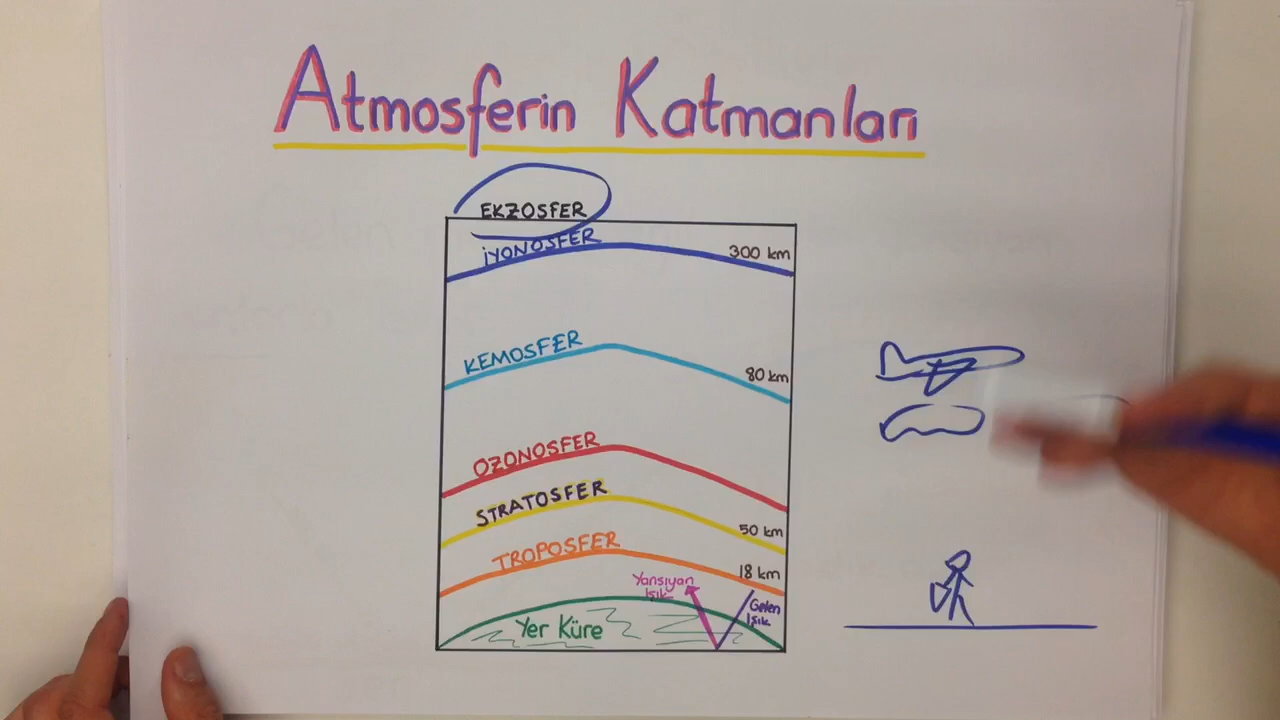 Atmosferin Katmanları
EKZOSFER
İYONOSFER
300 km
KEMOSFER
80 km
OZONOSFER
STRATOSFER
50 km
TROPOSFER
18 km
Yansıyan
Işık
Gelen
Işık
Yer Küre